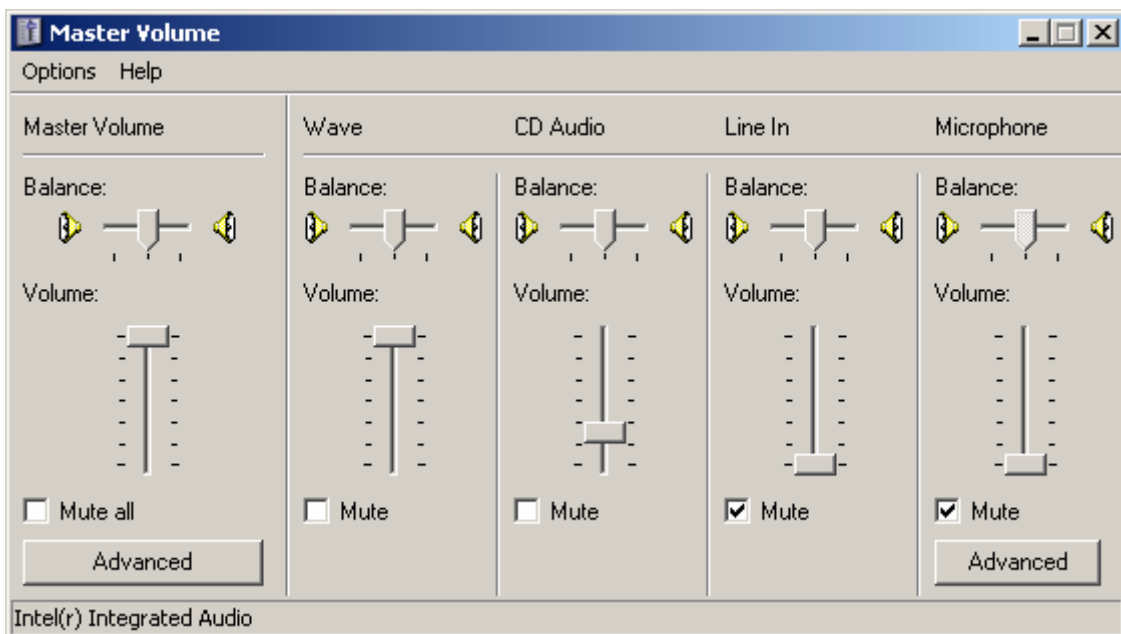 Master Volume
Options Help
Master Volume Wave CD Audio Line In Microphone
Balance: Balance: Balance: Balance: Balance:
Volume: Volume: Volume: Volume: Volume:
Mute all Mute Mute Mute Mute
Advanced Advanced
Intel(r) Integrated Audio